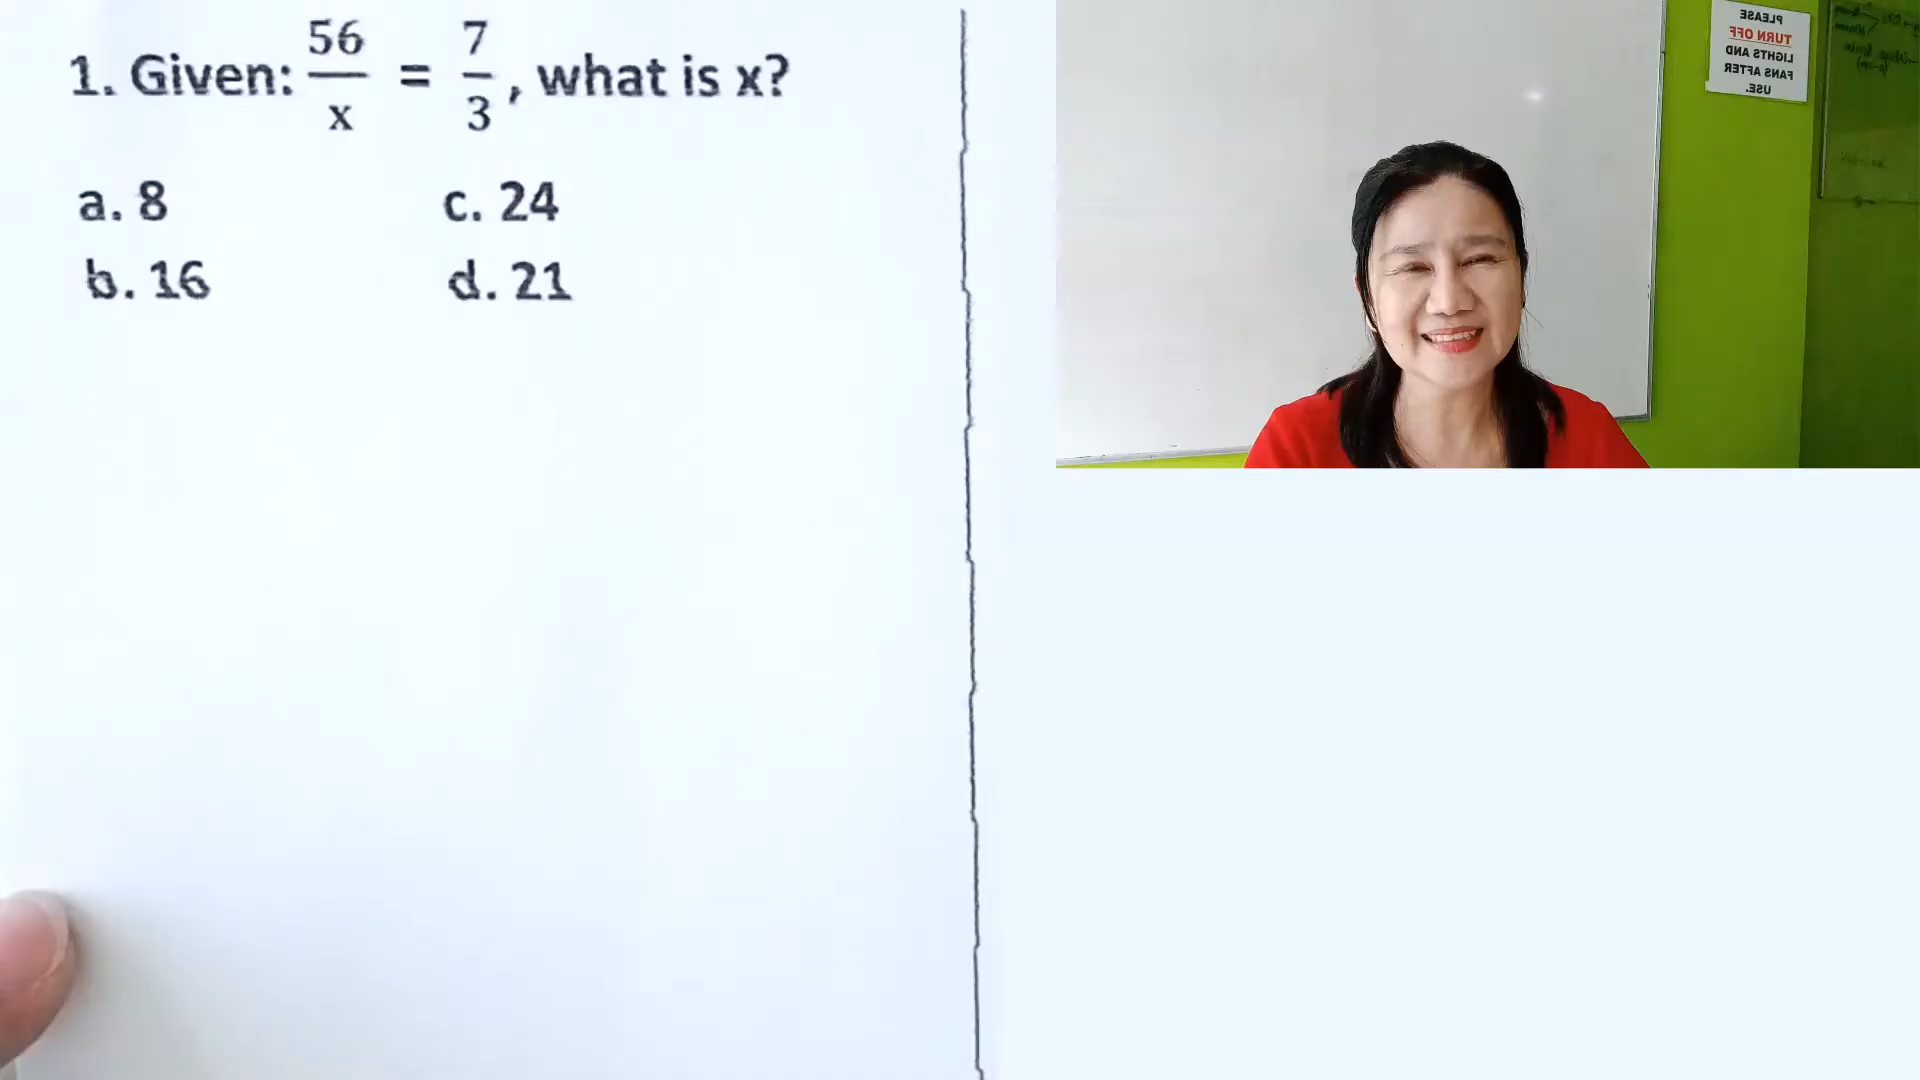 1. Given: 56/x = 7/3, what is x?
a. 8 c. 24
b. 16 d. 21
PLEASE
TURN OFF
LIGHTS AND
FANS AFTER
USE.